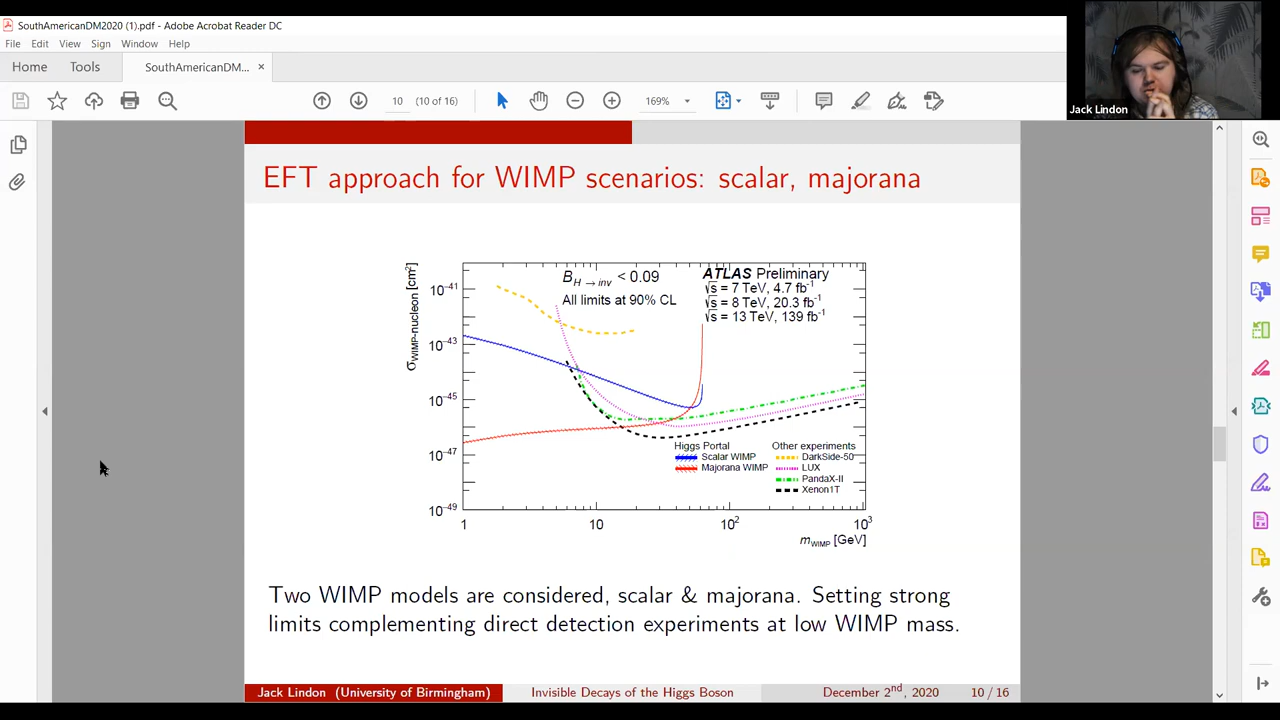 SouthAmericanDM2020 (1).pdf - Adobe Acrobat Reader DC
File Edit View Sign Window Help
Home Tools SouthAmericanDM... ×
10 (10 of 16) 169%
Jack Lindon
EFT approach for WIMP scenarios: scalar, majorana
B_{H→inv} < 0.09
All limits at 90% CL
ATLAS Preliminary
√s = 7 TeV, 4.7 fb⁻¹
√s = 8 TeV, 20.3 fb⁻¹
√s = 13 TeV, 139 fb⁻¹
σ_{WIMP-nucleon} [cm²]
10⁻⁴¹
10⁻⁴³
10⁻⁴⁵
10⁻⁴⁷
10⁻⁴⁹
Higgs Portal
Scalar WIMP
Majorana WIMP
Other experiments
DarkSide-50
LUX
PandaX-II
Xenon1T
1 10 10² 10³
m_{WIMP} [GeV]
Two WIMP models are considered, scalar & majorana. Setting strong
limits complementing direct detection experiments at low WIMP mass.
Jack Lindon (University of Birmingham) Invisible Decays of the Higgs Boson December 2nd, 2020 10 / 16